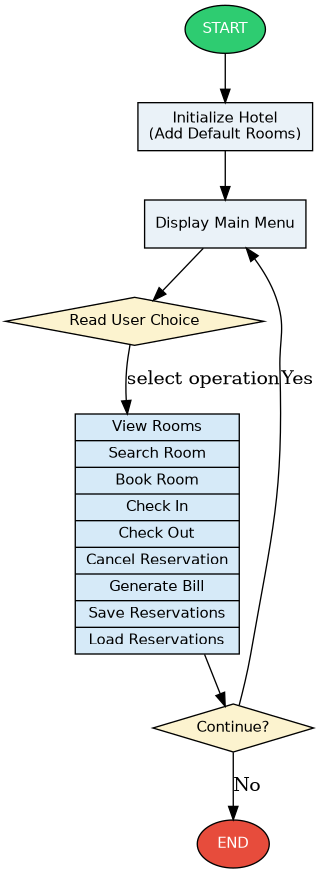 START
Initialize Hotel
(Add Default Rooms)
Display Main Menu
Read User Choice
select operation
Yes
View Rooms
Search Room
Book Room
Check In
Check Out
Cancel Reservation
Generate Bill
Save Reservations
Load Reservations
Continue?
No
END